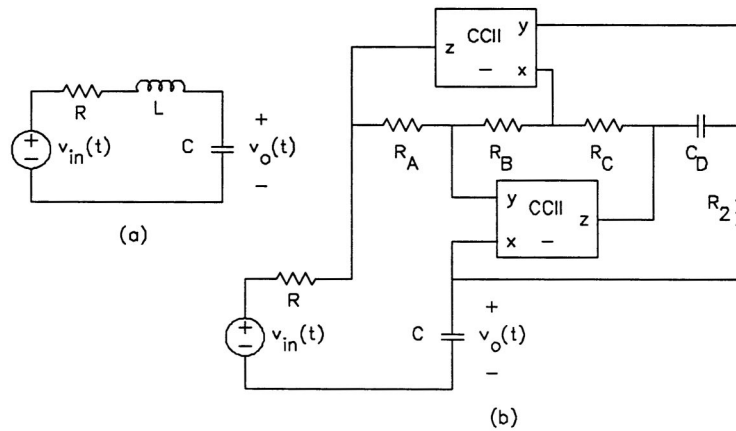 R
L
+
−
v_in(t)
C
+
v_o(t)
−
(a)
z
CCII
y
−
x
R_A
R_B
R_C
C_D
y
CCII
z
x
−
R_2
R
+
−
v_in(t)
C
+
v_o(t)
−
(b)